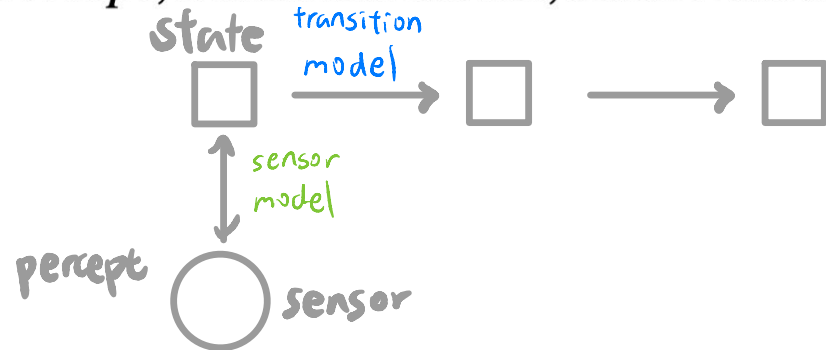 state
transition
model
sensor
model
percept
sensor